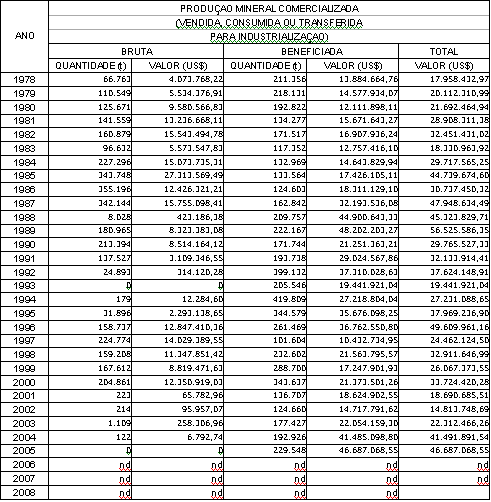 PRODUÇÃO MINERAL COMERCIALIZADA
(VENDIDA, CONSUMIDA OU TRANSFERIDA
PARA INDUSTRIALIZAÇÃO)
ANO
BRUTA BENEFICIADA TOTAL
QUANTIDADE (t) VALOR (US$) QUANTIDADE (t) VALOR (US$) VALOR (US$)
1978 66.763 4.073.768,22 211.356 13.884.664,76 17.958.432,97
1979 110.549 5.534.376,91 218.131 14.577.934,07 20.112.310,99
1980 125.671 9.580.566,83 192.822 12.111.898,11 21.692.464,94
1981 141.559 13.236.668,11 134.277 15.671.643,27 28.908.311,38
1982 160.879 15.543.494,78 171.517 16.907.936,24 32.451.431,02
1983 96.632 5.573.547,83 117.352 12.757.416,10 18.330.963,92
1984 227.296 15.073.735,31 132.969 14.643.829,94 29.717.565,25
1985 343.748 27.313.569,49 133.564 17.426.105,11 44.739.674,60
1986 355.196 12.426.321,21 124.603 18.311.129,10 30.737.450,32
1987 342.144 15.755.098,41 162.842 32.193.536,08 47.948.634,49
1988 8.028 423.186,38 209.757 44.900.643,33 45.323.829,71
1989 180.965 8.323.383,08 222.167 48.202.203,27 56.525.586,35
1990 213.394 8.514.164,12 171.744 21.251.363,21 29.765.527,33
1991 137.527 3.109.346,55 193.738 29.024.567,86 32.133.914,41
1992 24.893 314.120,28 399.132 37.310.028,63 37.624.148,91
1993 0 0 205.546 19.441.921,04 19.441.921,04
1994 179 12.284,60 419.809 27.218.804,04 27.231.088,65
1995 31.896 2.293.138,65 344.579 35.676.098,25 37.969.236,90
1996 158.737 12.847.410,36 261.469 36.762.550,80 49.609.961,16
1997 224.774 14.029.389,55 101.604 10.432.734,95 24.462.124,50
1998 159.208 11.347.851,42 232.602 21.563.795,57 32.911.646,99
1999 167.612 8.819.471,63 288.700 17.247.901,93 26.067.373,55
2000 204.861 12.350.919,03 343.637 21.373.501,26 33.724.420,28
2001 223 65.782,96 136.707 18.624.902,55 18.690.685,51
2002 214 95.957,07 124.660 14.717.791,62 14.813.748,69
2003 1.109 258.306,96 177.427 22.054.159,30 22.312.466,26
2004 122 6.792,74 192.926 41.485.098,80 41.491.891,54
2005 0 0 229.548 46.687.068,55 46.687.068,55
2006 nd nd nd nd nd
2007 nd nd nd nd nd
2008 nd nd nd nd nd